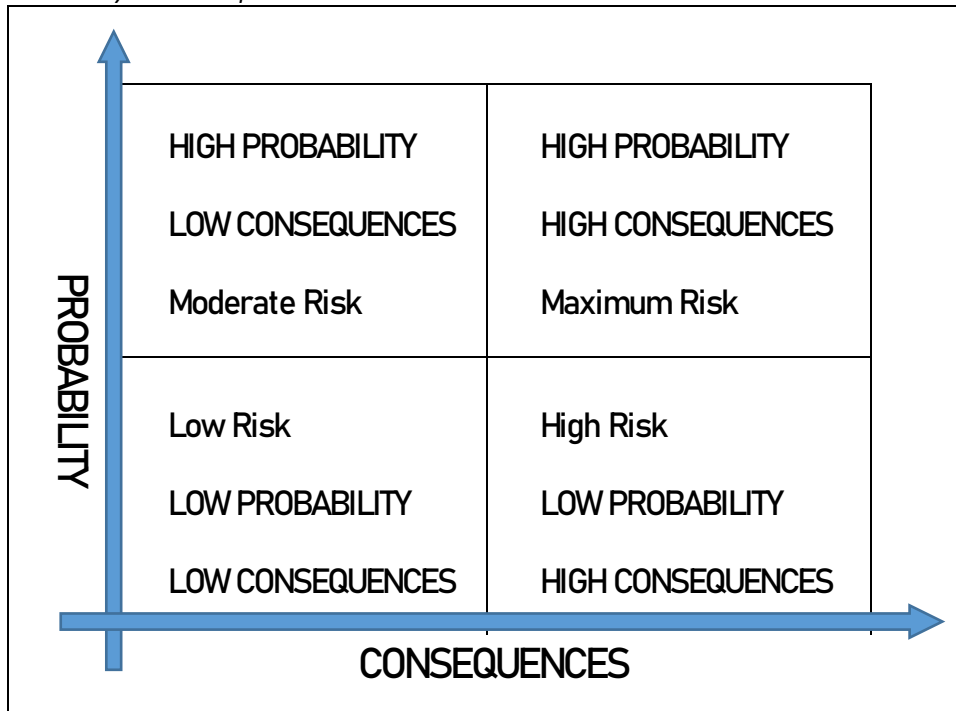 HIGH PROBABILITY
LOW CONSEQUENCES
Moderate Risk
HIGH PROBABILITY
HIGH CONSEQUENCES
Maximum Risk
PROBABILITY
Low Risk
LOW PROBABILITY
LOW CONSEQUENCES
High Risk
LOW PROBABILITY
HIGH CONSEQUENCES
CONSEQUENCES